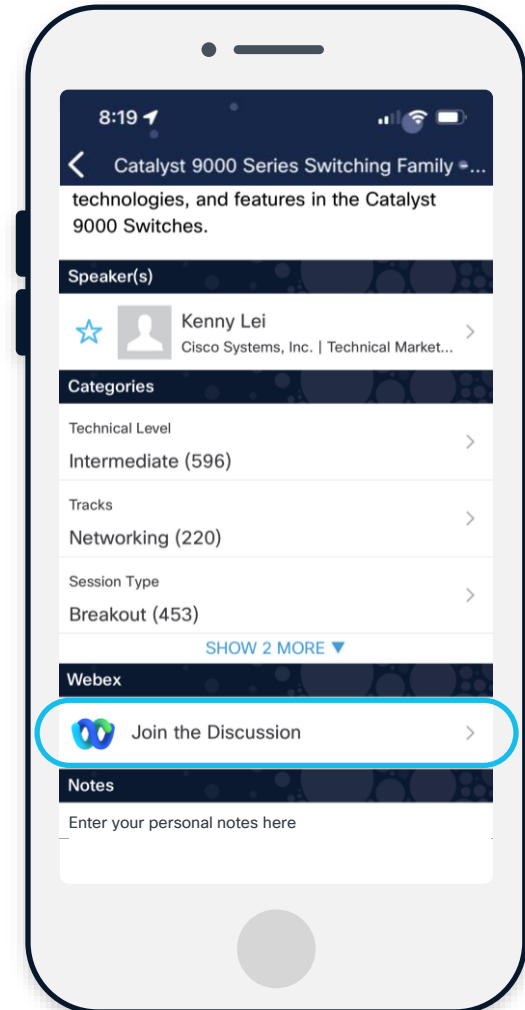 8:19
Catalyst 9000 Series Switching Family -...
technologies, and features in the Catalyst
9000 Switches.
Speaker(s)
Kenny Lei
Cisco Systems, Inc. | Technical Market...
Categories
Technical Level
Intermediate (596)
Tracks
Networking (220)
Session Type
Breakout (453)
SHOW 2 MORE ▼
Webex
Join the Discussion
Notes
Enter your personal notes here